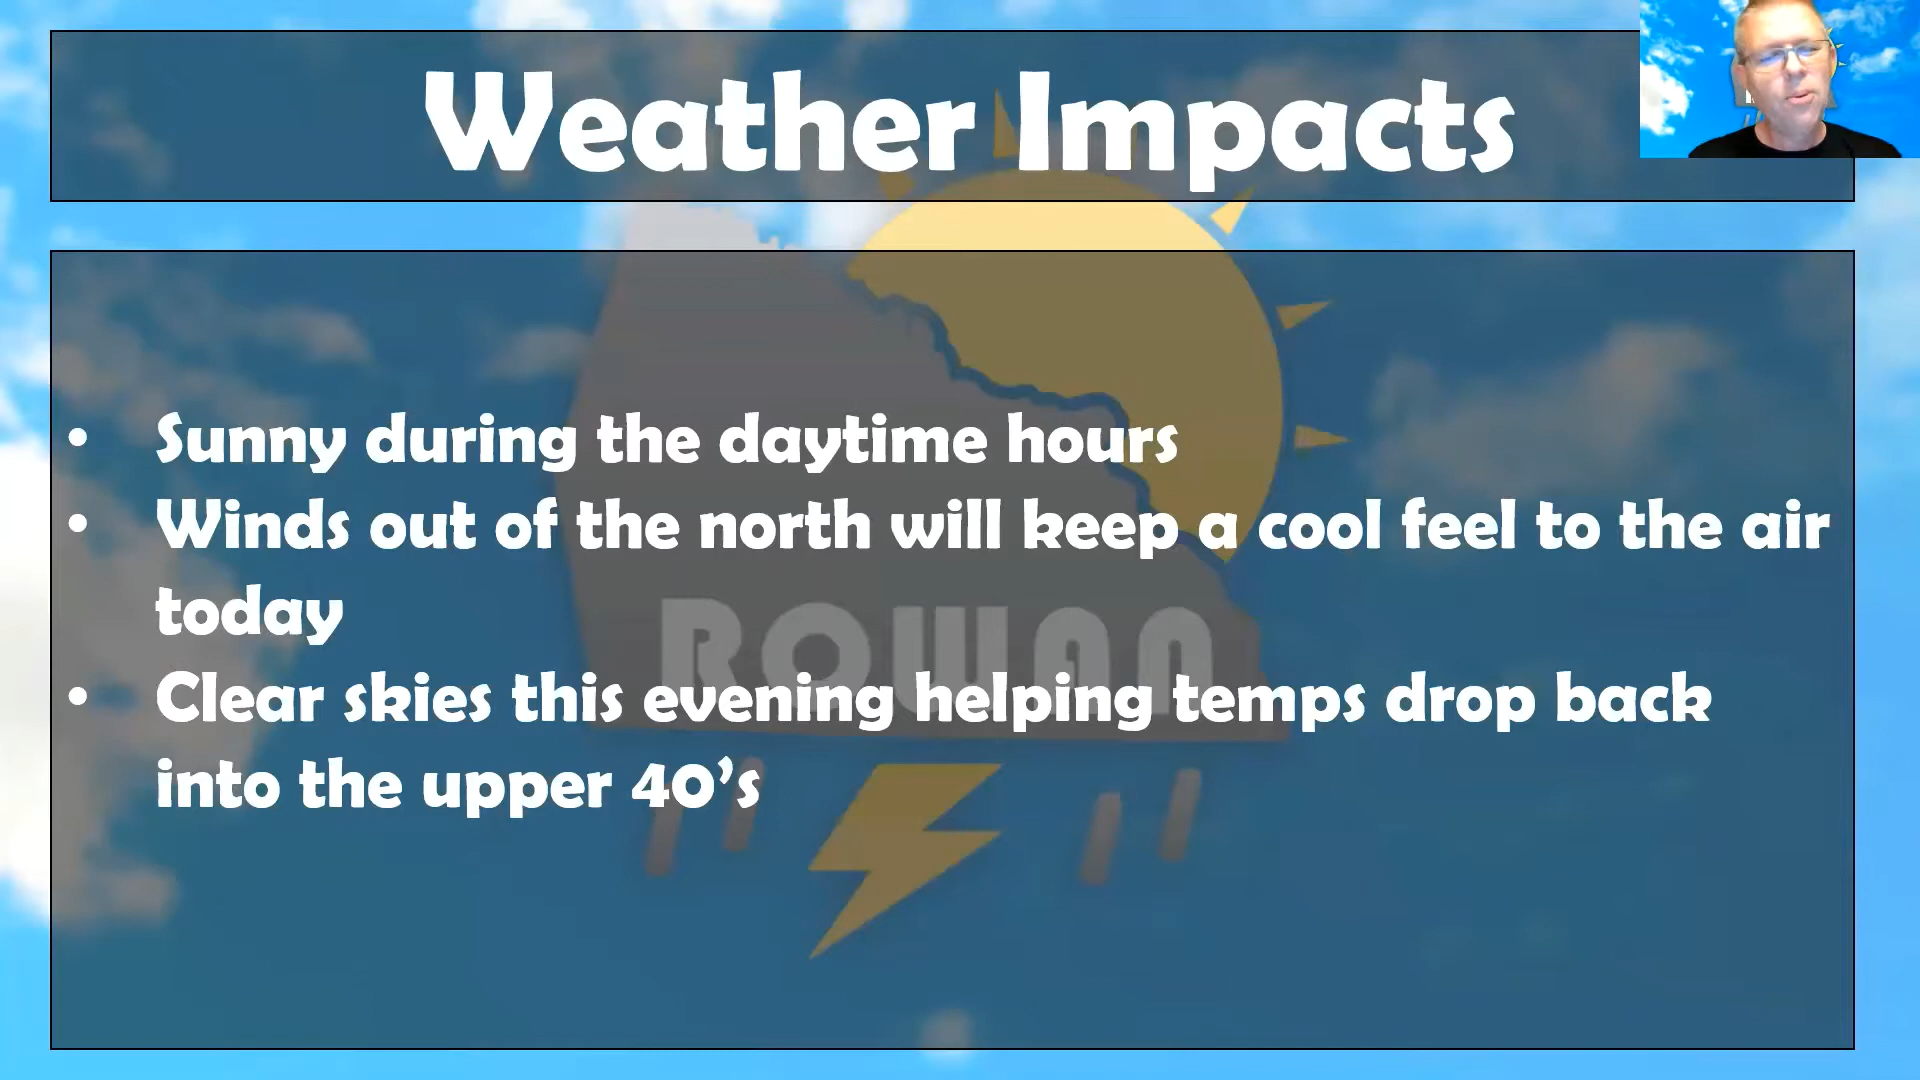 Weather Impacts
• Sunny during the daytime hours
• Winds out of the north will keep a cool feel to the air
today
ROWAN
• Clear skies this evening helping temps drop back
into the upper 40’s